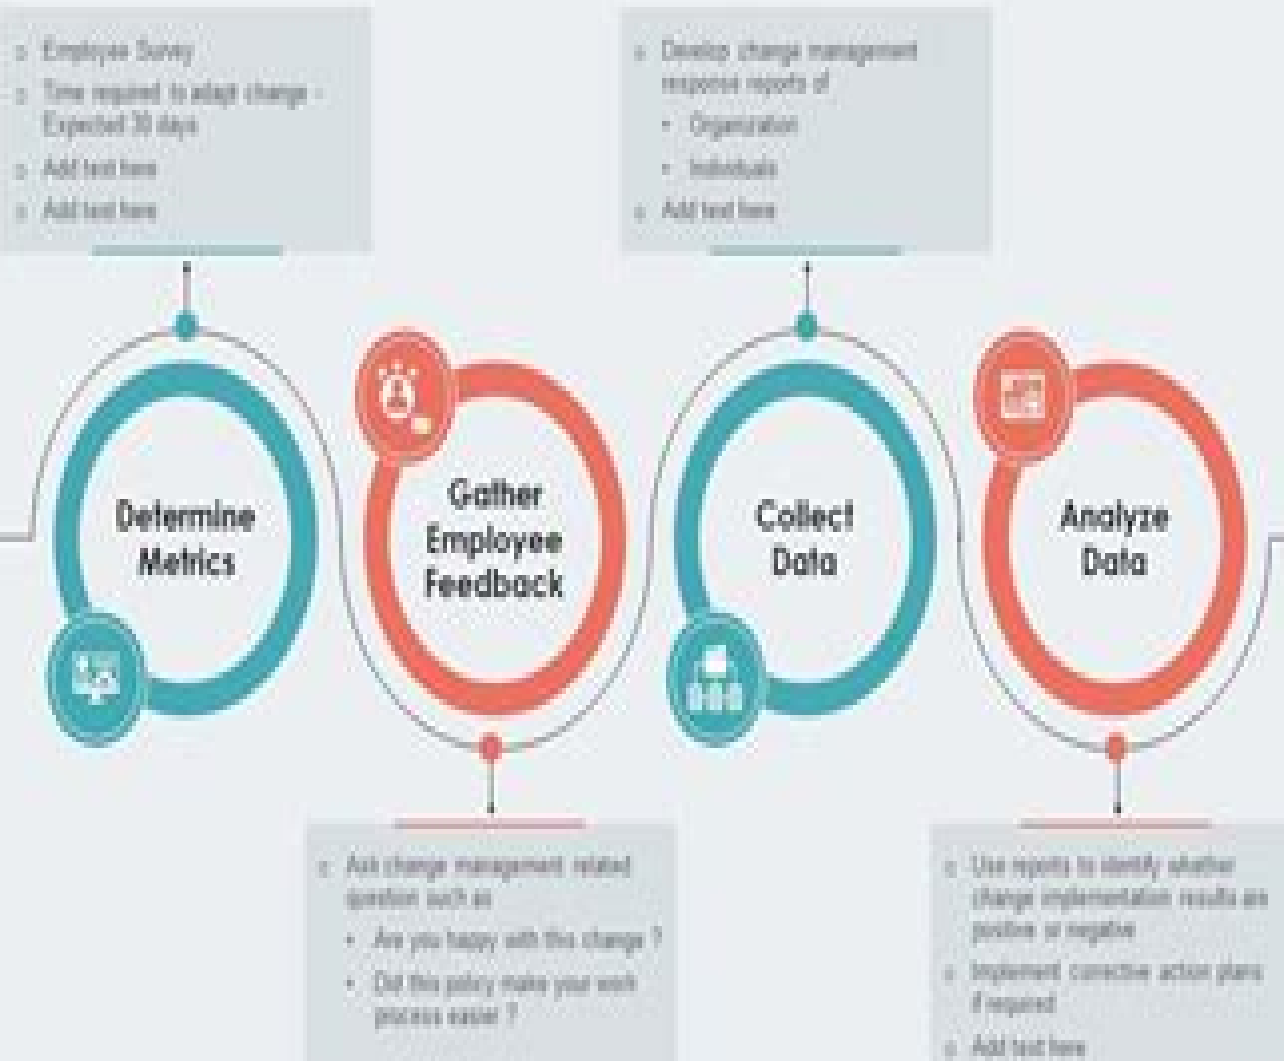 Employee Survey
Time required to adapt change -
Expected 30 days
Add text here
Add text here
Develop change management
response reports of
Organization
Individuals
Add text here
Determine
Metrics
Gather
Employee
Feedback
Collect
Data
Analyze
Data
Ask change management related
question such as
Are you happy with this change ?
Did this policy make your work
process easier ?
Use reports to identify whether
change implementation results are
positive or negative
Implement corrective action plans
if required
Add text here